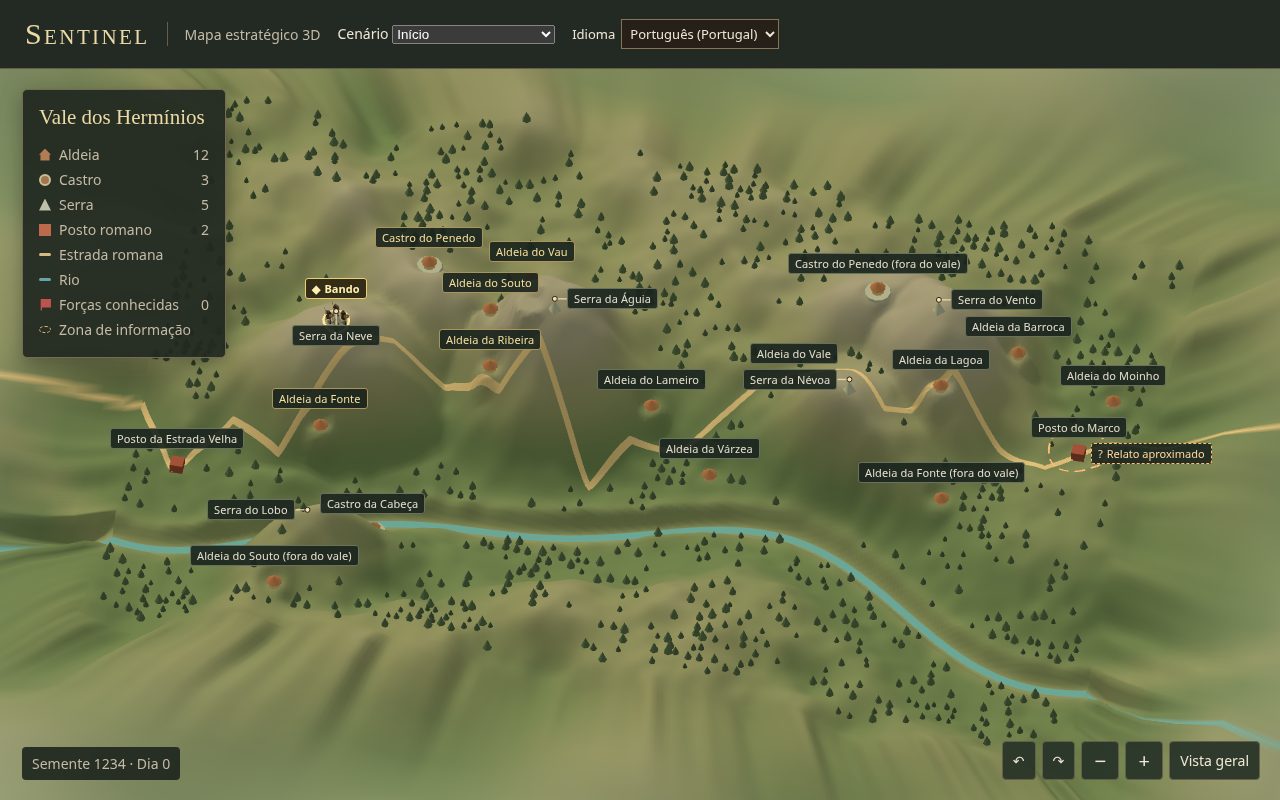 SENTINEL
Mapa estratégico 3D
Cenário Início
Idioma Português (Portugal)
Vale dos Hermínios
Aldeia 12
Castro 3
Serra 5
Posto romano 2
Estrada romana
Rio
Forças conhecidas 0
Zona de informação
Castro do Penedo
Aldeia do Vau
Castro do Penedo (fora do vale)
Aldeia do Souto
◆ Bando
Serra da Águia
Serra do Vento
Aldeia da Barroca
Serra da Neve
Aldeia da Ribeira
Aldeia do Vale
Aldeia da Lagoa
Aldeia do Lameiro
Serra da Névoa
Aldeia do Moinho
Aldeia da Fonte
Posto do Marco
Posto da Estrada Velha
Aldeia da Várzea
? Relato aproximado
Aldeia da Fonte (fora do vale)
Serra do Lobo
Castro da Cabeça
Aldeia do Souto (fora do vale)
Semente 1234 · Dia 0
↶ ↷ − + Vista geral